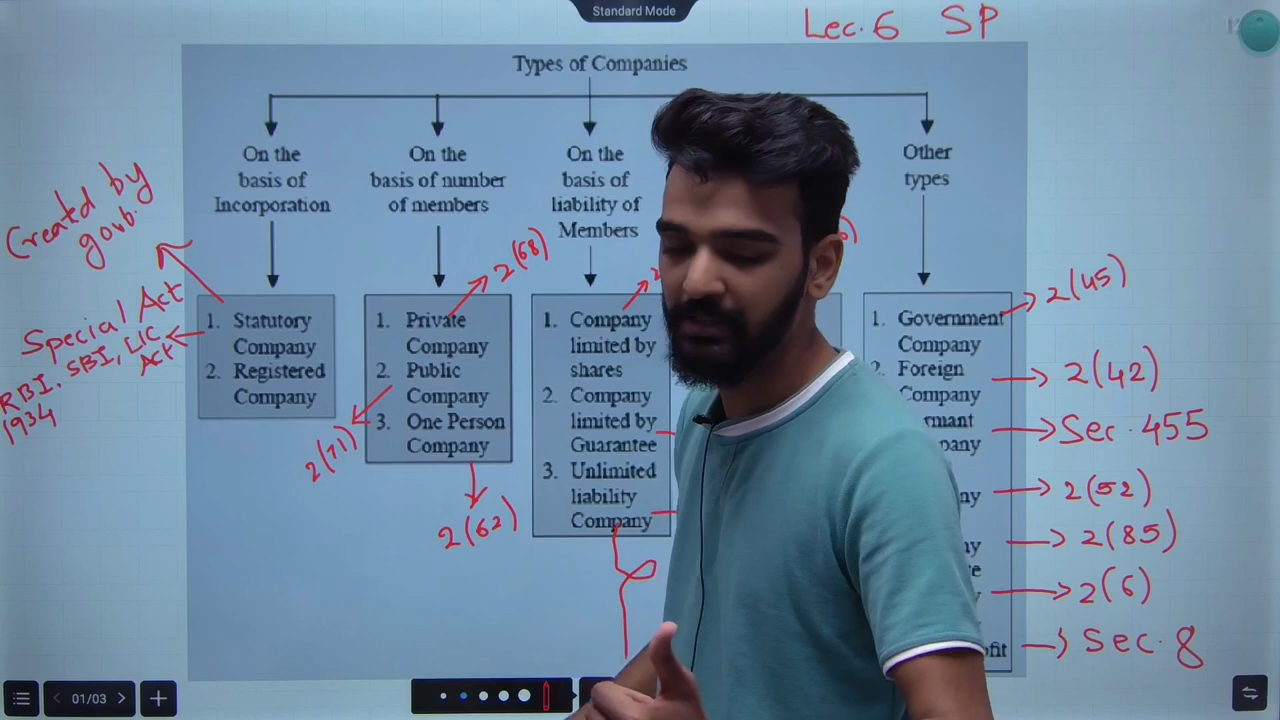 Standard Mode
Lec. 6 SP
Types of Companies
On the
basis of
Incorporation
On the
basis of number
of members
On the
basis of
liability of
Members
Other
types
Created by
govt.
Special Act
RBI, SBI, LIC
Act
1934
1. Statutory
Company
2. Registered
Company
2(68)
1. Private
Company
2. Public
Company
3. One Person
Company
2(71)
2(62)
1. Company
limited by
shares
2. Company
limited by
Guarantee
3. Unlimited
liability
Company
1. Government
Company
2. Foreign
Company
2(45)
2(42)
Sec. 455
2(52)
2(85)
2(6)
Sec. 8
01/03